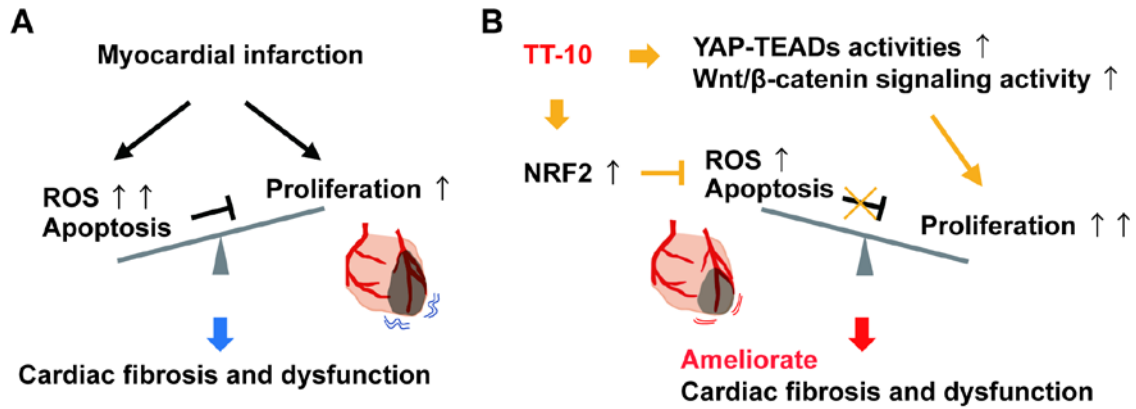 A
Myocardial infarction
ROS ↑ ↑
Apoptosis
Proliferation ↑
Cardiac fibrosis and dysfunction
B
TT-10
YAP-TEADs activities ↑
Wnt/β-catenin signaling activity ↑
NRF2 ↑
ROS ↑
Apoptosis
Proliferation ↑ ↑
Ameliorate
Cardiac fibrosis and dysfunction